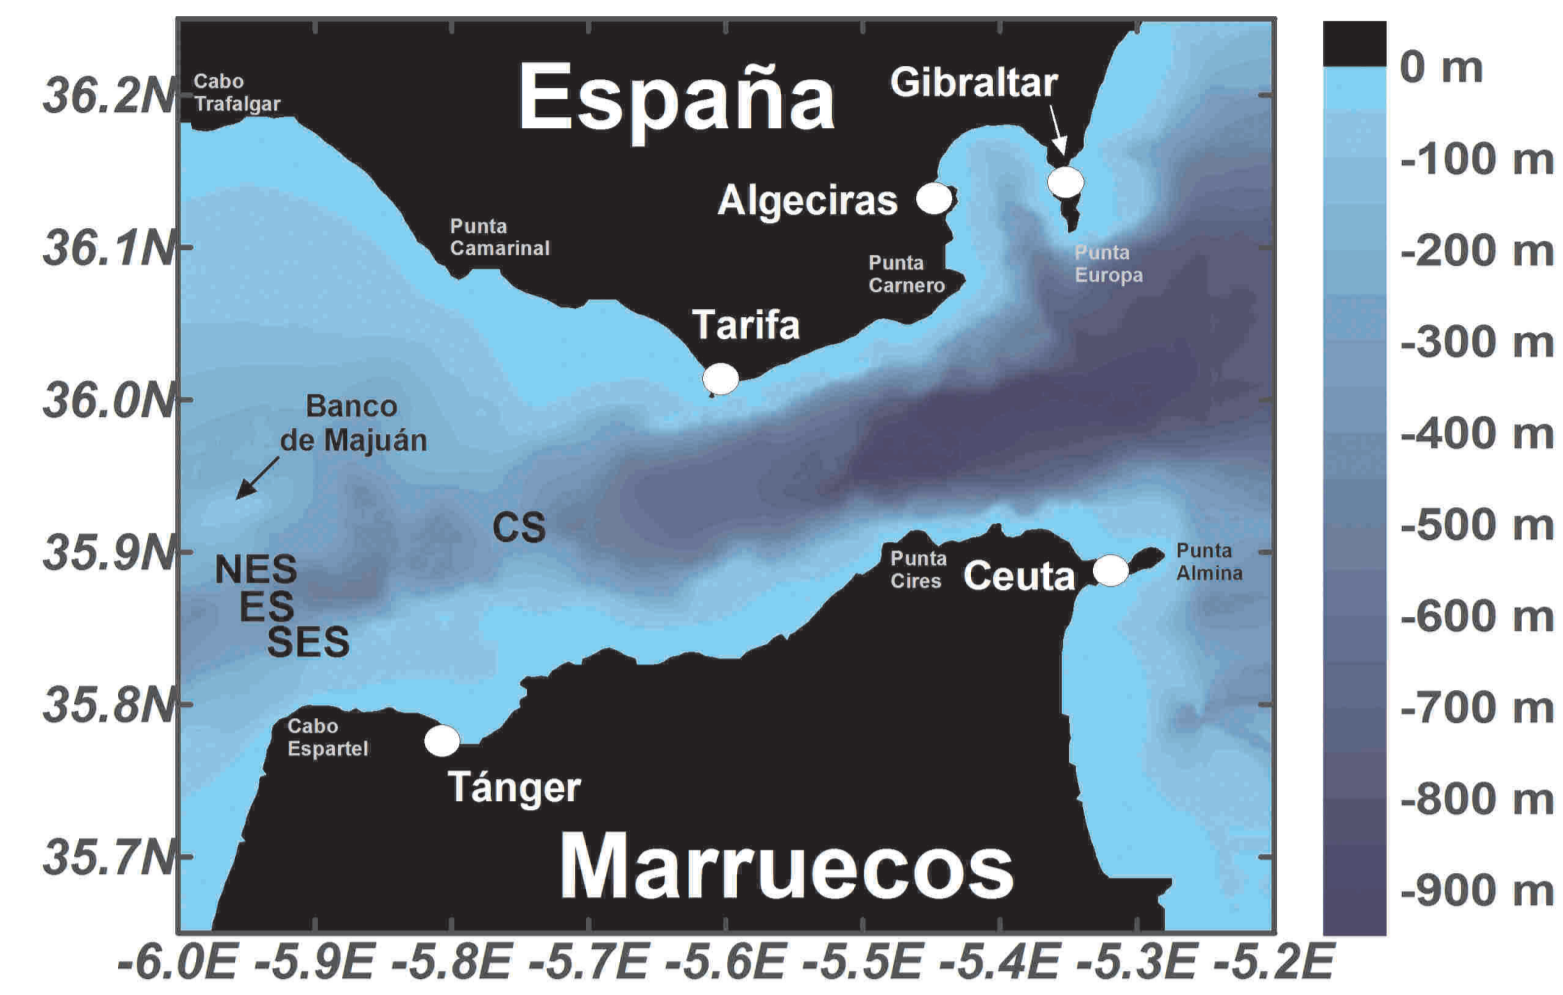 España
Gibraltar
0 m
36.2N
Cabo
Trafalgar
-100 m
Algeciras
Punta
Camarinal
36.1N
-200 m
Punta
Carnero
Punta
Europa
Tarifa
-300 m
36.0N
Banco
de Majuán
-400 m
CS
-500 m
35.9N
NES
ES
SES
Punta
Cires
Ceuta
Punta
Almina
-600 m
35.8N
-700 m
Cabo
Espartel
Tánger
-800 m
35.7N
Marruecos
-900 m
-6.0E -5.9E -5.8E -5.7E -5.6E -5.5E -5.4E -5.3E -5.2E